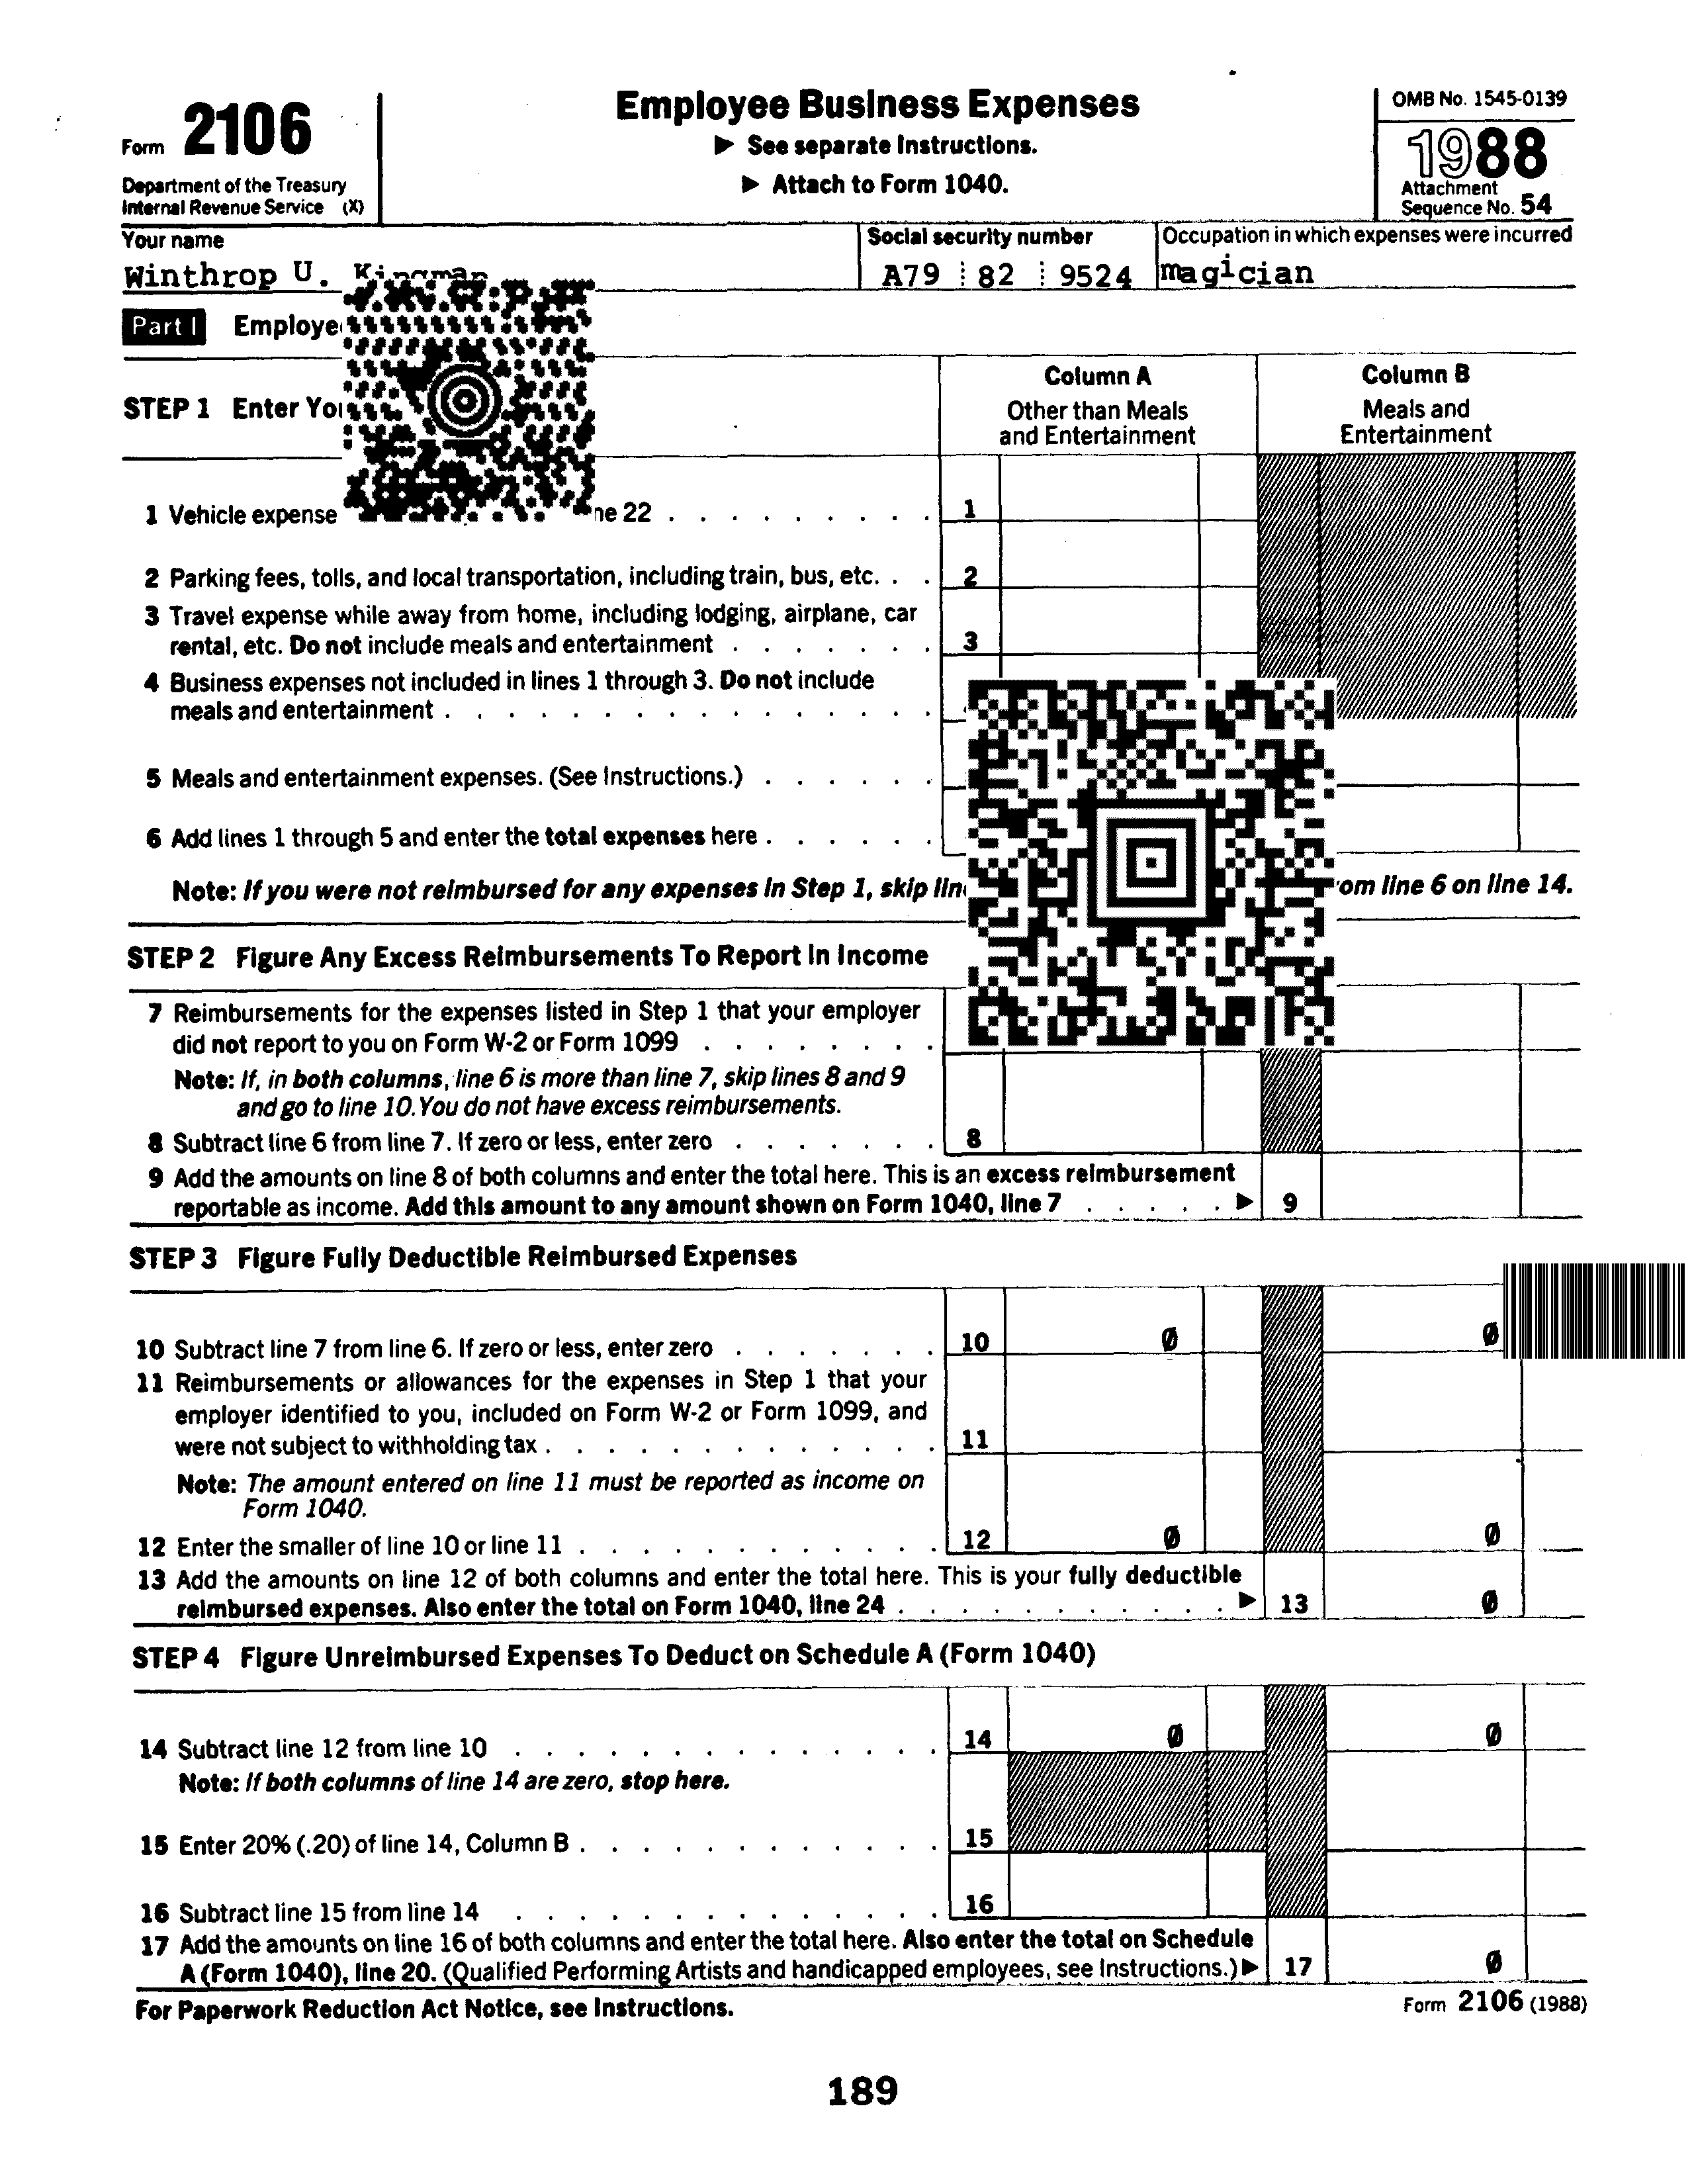 Form 2106
Department of the Treasury
Internal Revenue Service (X)
Employee Business Expenses
▶ See separate Instructions.
▶ Attach to Form 1040.
OMB No. 1545-0139
1988
Attachment
Sequence No. 54
Your name
Social security number
Occupation in which expenses were incurred
Winthrop U. Kingman
A79 82 9524
magician
Part I
STEP 1 Enter
Column A
Other than Meals
and Entertainment
Column B
Meals and
Entertainment
1 Vehicle expense 22 . . . . . . . . . 1
2 Parking fees, tolls, and local transportation, including train, bus, etc. . . 2
3 Travel expense while away from home, including lodging, airplane, car
rental, etc. Do not include meals and entertainment . . . . . . . 3
4 Business expenses not included in lines 1 through 3. Do not include
meals and entertainment . . . . . . . . . . . . . . . .
5 Meals and entertainment expenses. (See Instructions.) . . . . . .
6 Add lines 1 through 5 and enter the total expenses here . . . . . .
Note: If you were not reimbursed for any expenses in Step 1, skip line 6 on line 14.
STEP 2 Figure Any Excess Reimbursements To Report In Income
7 Reimbursements for the expenses listed in Step 1 that your employer
did not report to you on Form W-2 or Form 1099 . . . . . . . .
Note: If, in both columns, line 6 is more than line 7, skip lines 8 and 9
and go to line 10. You do not have excess reimbursements.
8 Subtract line 6 from line 7. If zero or less, enter zero . . . . . . . 8
9 Add the amounts on line 8 of both columns and enter the total here. This is an excess reimbursement
reportable as income. Add this amount to any amount shown on Form 1040, line 7 . . . . . ▶ 9
STEP 3 Figure Fully Deductible Reimbursed Expenses
10 Subtract line 7 from line 6. If zero or less, enter zero . . . . . . . 10 Ø Ø
11 Reimbursements or allowances for the expenses in Step 1 that your
employer identified to you, included on Form W-2 or Form 1099, and
were not subject to withholding tax . . . . . . . . . . . . . 11
Note: The amount entered on line 11 must be reported as income on
Form 1040.
12 Enter the smaller of line 10 or line 11 . . . . . . . . . . . . 12 Ø Ø
13 Add the amounts on line 12 of both columns and enter the total here. This is your fully deductible
reimbursed expenses. Also enter the total on Form 1040, line 24 . . . . . . . . . . . ▶ 13 Ø
STEP 4 Figure Unreimbursed Expenses To Deduct on Schedule A (Form 1040)
14 Subtract line 12 from line 10 . . . . . . . . . . . . . . 14 Ø Ø
Note: If both columns of line 14 are zero, stop here.
15 Enter 20% (.20) of line 14, Column B . . . . . . . . . . . . 15
16 Subtract line 15 from line 14 . . . . . . . . . . . . . . 16
17 Add the amounts on line 16 of both columns and enter the total here. Also enter the total on Schedule
A (Form 1040), line 20. (Qualified Performing Artists and handicapped employees, see Instructions.) ▶ 17 Ø
For Paperwork Reduction Act Notice, see Instructions.
Form 2106 (1988)
189